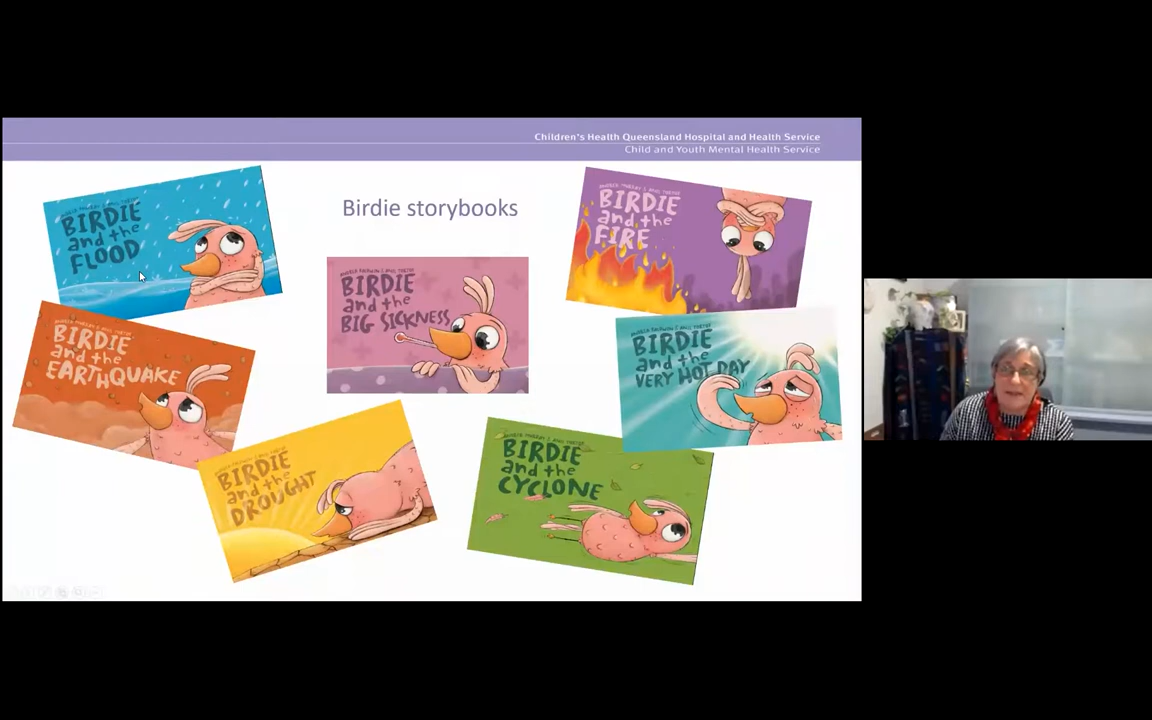 Children's Health Queensland Hospital and Health Service
Child and Youth Mental Health Service
Birdie storybooks
BIRDIE
and the
FLOOD
BIRDIE
and the
FIRE
BIRDIE
and the
BIG SICKNESS
BIRDIE
and the
EARTHQUAKE
BIRDIE
and the
VERY HOT DAY
BIRDIE
and the
DROUGHT
BIRDIE
and the
CYCLONE